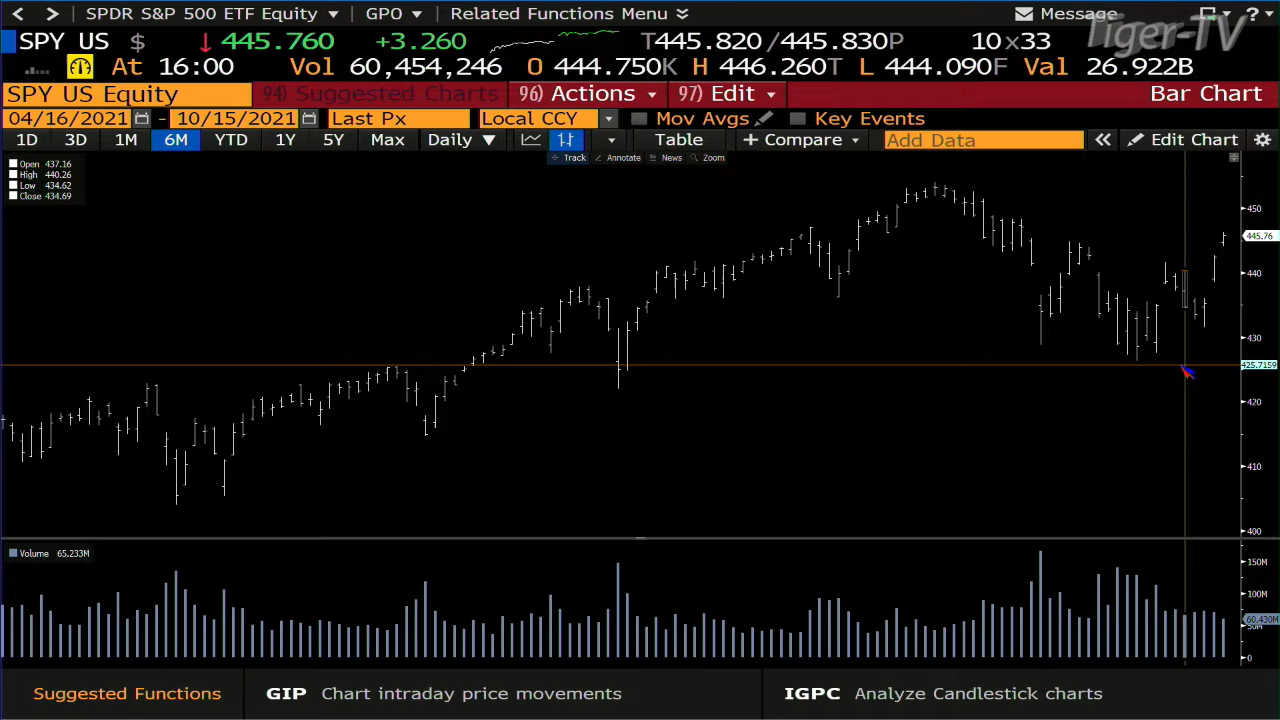 SPDR S&P 500 ETF Equity GPO Related Functions Menu Message ?
Tiger-TV
SPY US $ ↓ 445.760 +3.260 T445.820/445.830P 10x33
At 16:00 Vol 60,454,246 O 444.750K H 446.260T L 444.090F Val 26.922B
SPY US Equity 94) Suggested Charts 96) Actions 97) Edit Bar Chart
04/16/2021 - 10/15/2021 Last Px Local CCY Mov Avgs Key Events
1D 3D 1M 6M YTD 1Y 5Y Max Daily ▼ Table + Compare Add Data « Edit Chart
Track Annotate News Zoom
Open 437.16
High 440.26
Low 434.62
Close 434.69
450
445.76
440
430
425.7159
420
410
400
Volume 65.233M
150M
100M
60.430M
50M
0
Suggested Functions GIP Chart intraday price movements IGPC Analyze Candlestick charts